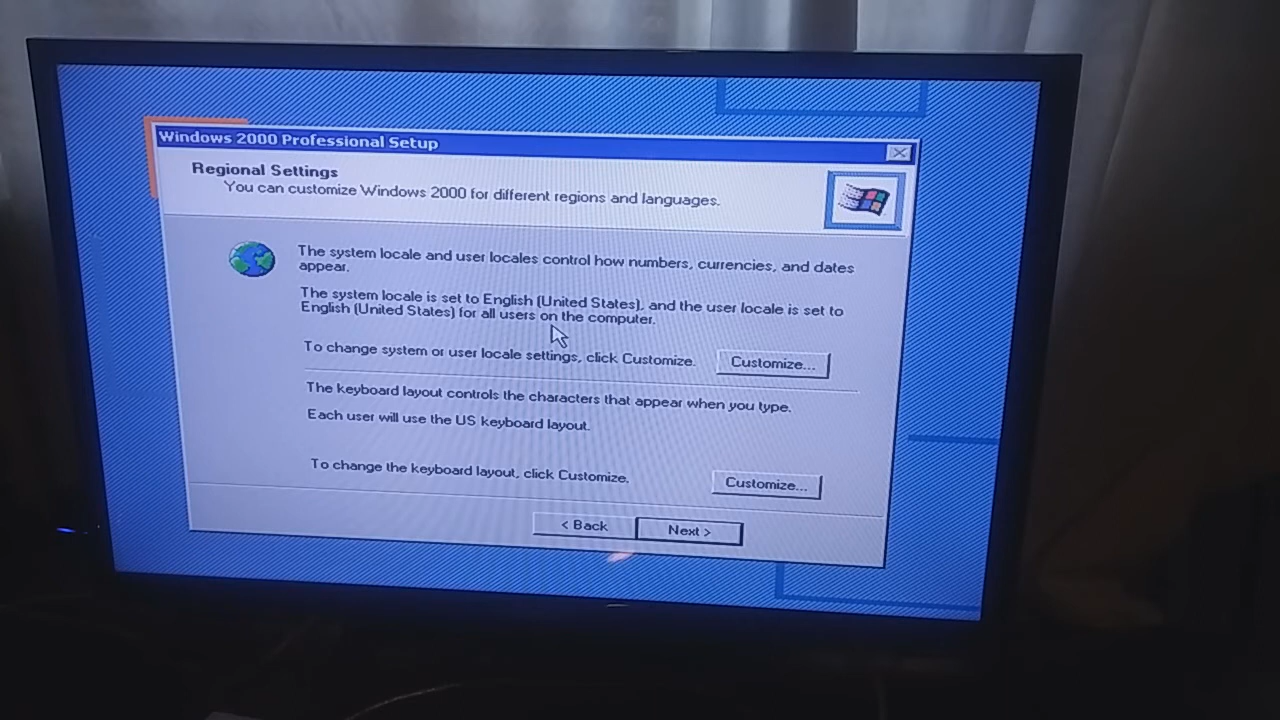 Windows 2000 Professional Setup
Regional Settings
You can customize Windows 2000 for different regions and languages.
The system locale and user locales control how numbers, currencies, and dates
appear.
The system locale is set to English (United States), and the user locale is set to
English (United States) for all users on the computer.
To change system or user locale settings, click Customize.
Customize...
The keyboard layout controls the characters that appear when you type.
Each user will use the US keyboard layout.
To change the keyboard layout, click Customize.
Customize...
< Back
Next >